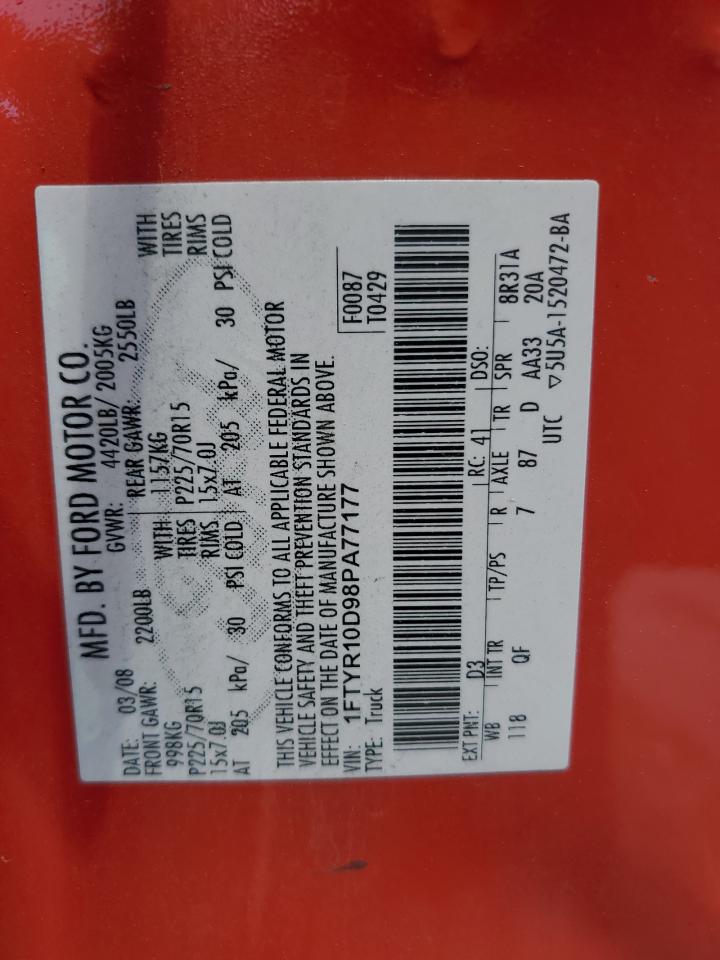 MFD. BY FORD MOTOR CO.
DATE: 03/08 GVWR: 4420LB/ 2005KG
FRONT GAWR: 2200LB REAR GAWR: 2550LB
998KG WITH 1157KG WITH
P225/70R15 TIRES P225/70R15 TIRES
15x7.0J RIMS 15x7.0J RIMS
AT 205 kPa/ 30 PSI COLD AT 205 kPa/ 30 PSI COLD
THIS VEHICLE CONFORMS TO ALL APPLICABLE FEDERAL MOTOR
VEHICLE SAFETY AND THEFT PREVENTION STANDARDS IN
EFFECT ON THE DATE OF MANUFACTURE SHOWN ABOVE.
VIN: 1FTYR10D98PA77177 F0087
TYPE: Truck T0429
EXT PNT: D3 RC: 41 DSO:
WB INT TR TP/PS R AXLE TR SPR 8R31A
118 QF 7 87 D AA33 20A
UTC ▽5U5A-1520472-BA